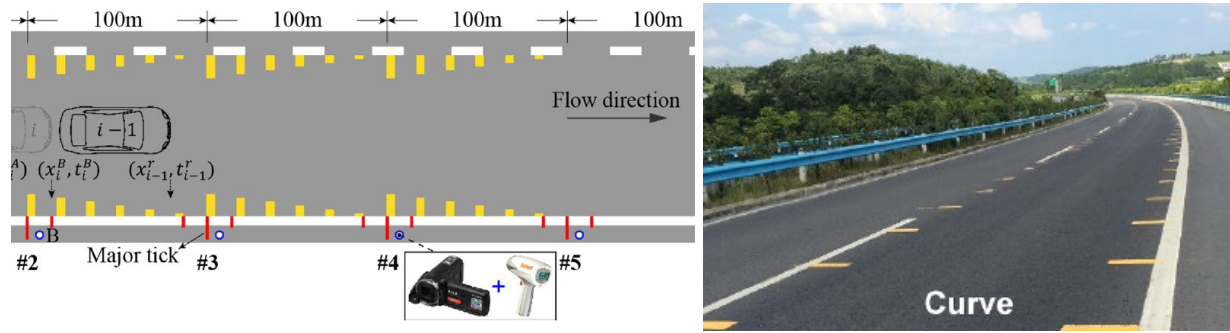 100m 100m 100m 100m
Flow direction
i i−1
A
i) (x_i^B, t_i^B) (x_{i−1}^r, t_{i−1}^r)
B
Major tick
#2 #3 #4 #5
+
Curve